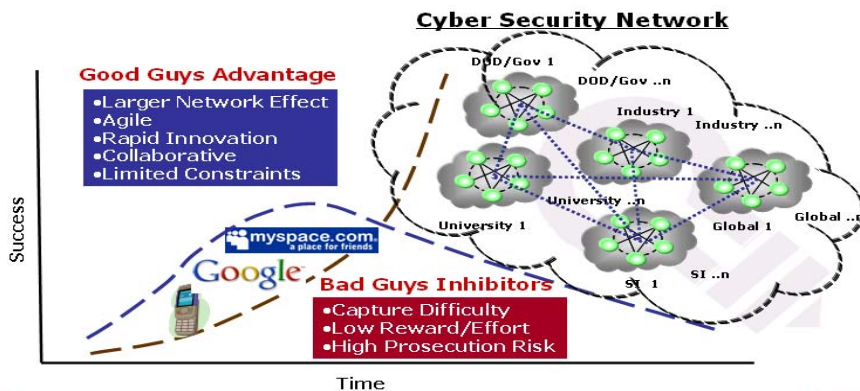 Cyber Security Network
Good Guys Advantage
•Larger Network Effect
•Agile
•Rapid Innovation
•Collaborative
•Limited Constraints
DOD/Gov 1
DOD/Gov ..n
Industry 1
Industry ..n
University 1
University ..n
Global 1
Global ..n
SI 1
SI ..n
myspace.com.
a place for friends
Google™
Bad Guys Inhibitors
•Capture Difficulty
•Low Reward/Effort
•High Prosecution Risk
Success
Time